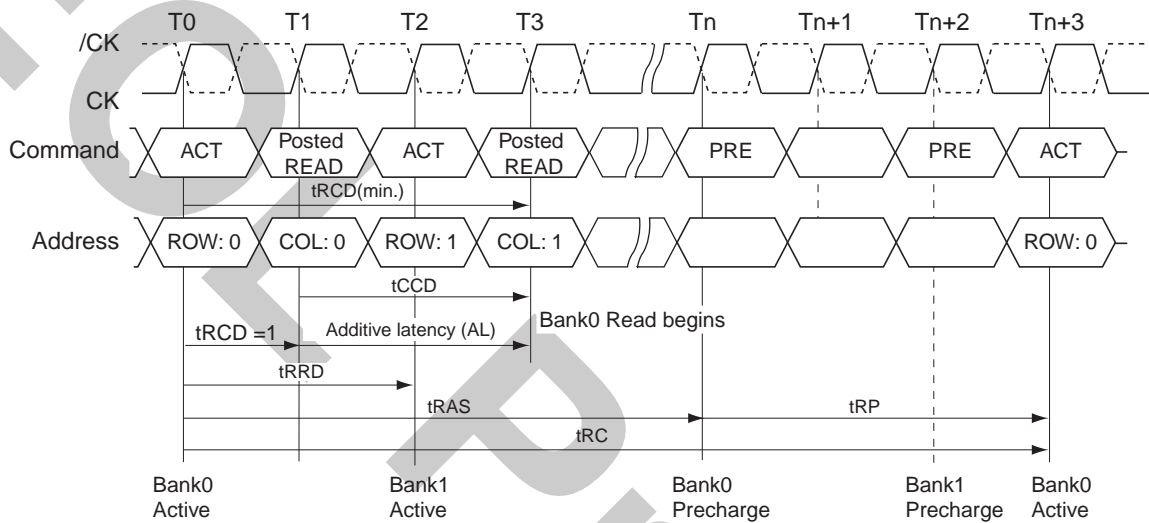 T0 T1 T2 T3 Tn Tn+1 Tn+2 Tn+3
/CK
CK
Command ACT Posted READ ACT Posted READ PRE PRE ACT
tRCD(min.)
Address ROW: 0 COL: 0 ROW: 1 COL: 1 ROW: 0
tCCD
Bank0 Read begins
tRCD =1 Additive latency (AL)
tRRD
tRAS tRP
tRC
Bank0 Active Bank1 Active Bank0 Precharge Bank1 Precharge Bank0 Active